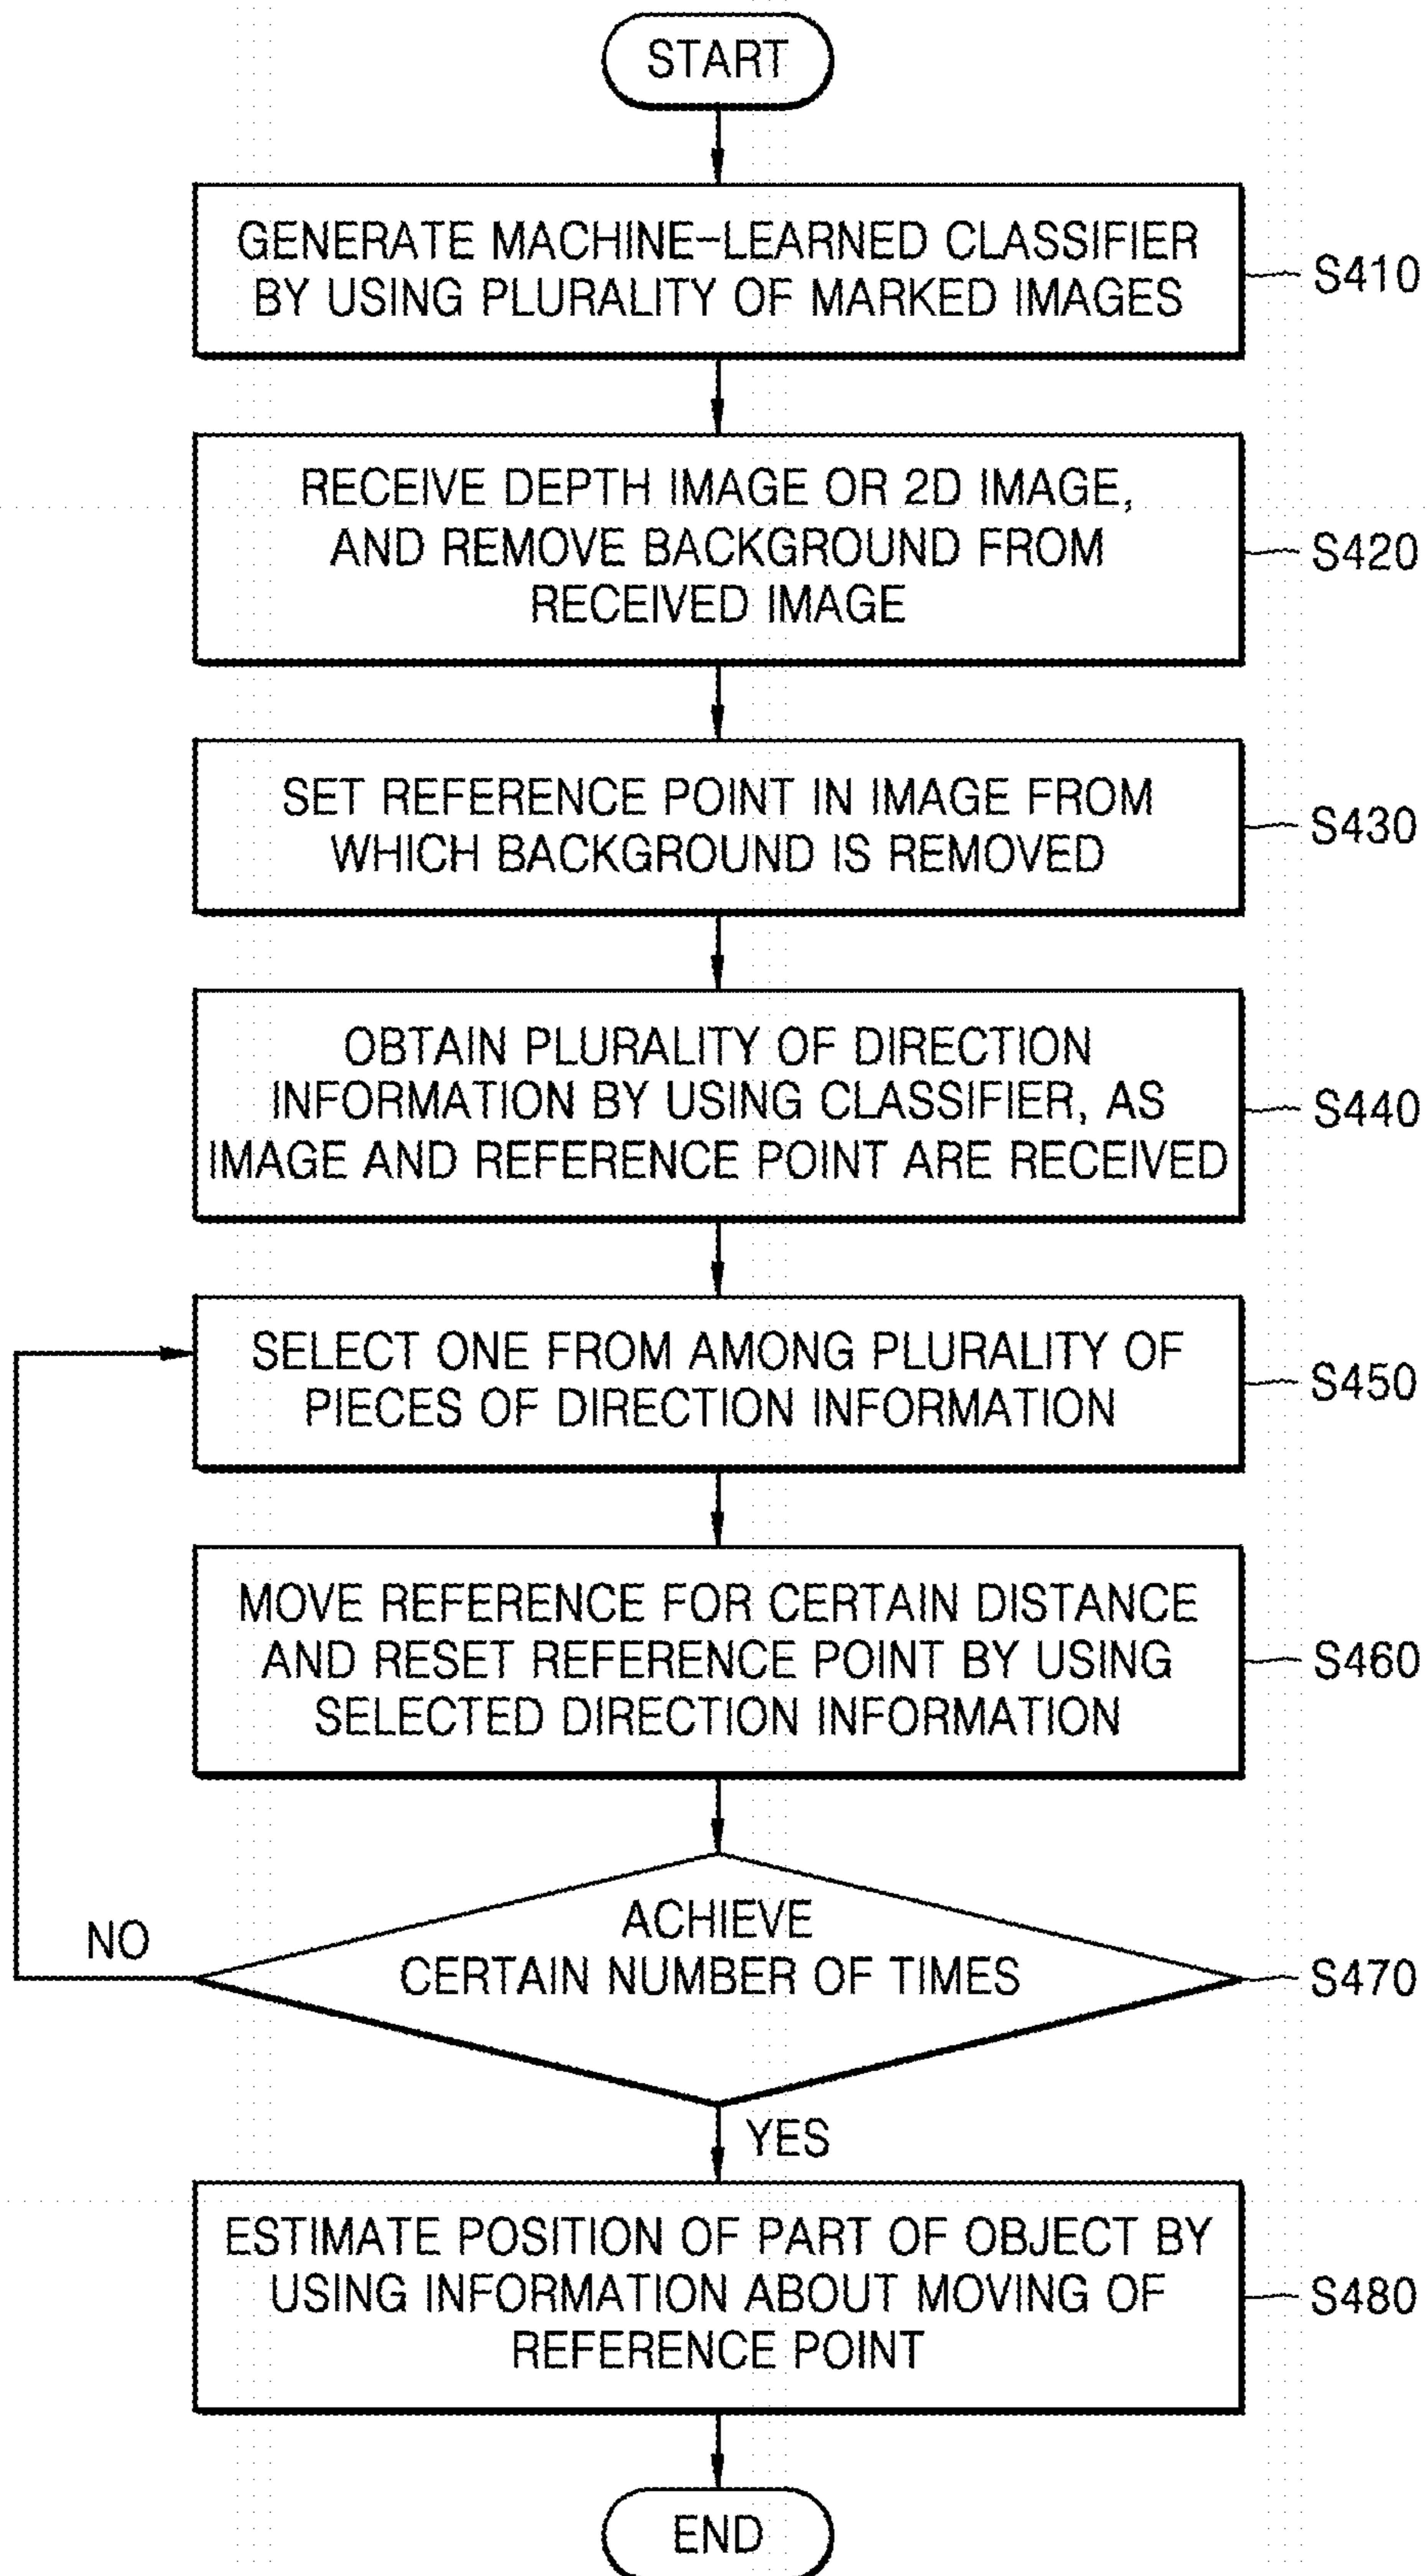 START
GENERATE MACHINE-LEARNED CLASSIFIER
BY USING PLURALITY OF MARKED IMAGES
S410
RECEIVE DEPTH IMAGE OR 2D IMAGE,
AND REMOVE BACKGROUND FROM
RECEIVED IMAGE
S420
SET REFERENCE POINT IN IMAGE FROM
WHICH BACKGROUND IS REMOVED
S430
OBTAIN PLURALITY OF DIRECTION
INFORMATION BY USING CLASSIFIER, AS
IMAGE AND REFERENCE POINT ARE RECEIVED
S440
SELECT ONE FROM AMONG PLURALITY OF
PIECES OF DIRECTION INFORMATION
S450
MOVE REFERENCE FOR CERTAIN DISTANCE
AND RESET REFERENCE POINT BY USING
SELECTED DIRECTION INFORMATION
S460
ACHIEVE
CERTAIN NUMBER OF TIMES
S470
NO
YES
ESTIMATE POSITION OF PART OF OBJECT BY
USING INFORMATION ABOUT MOVING OF
REFERENCE POINT
S480
END